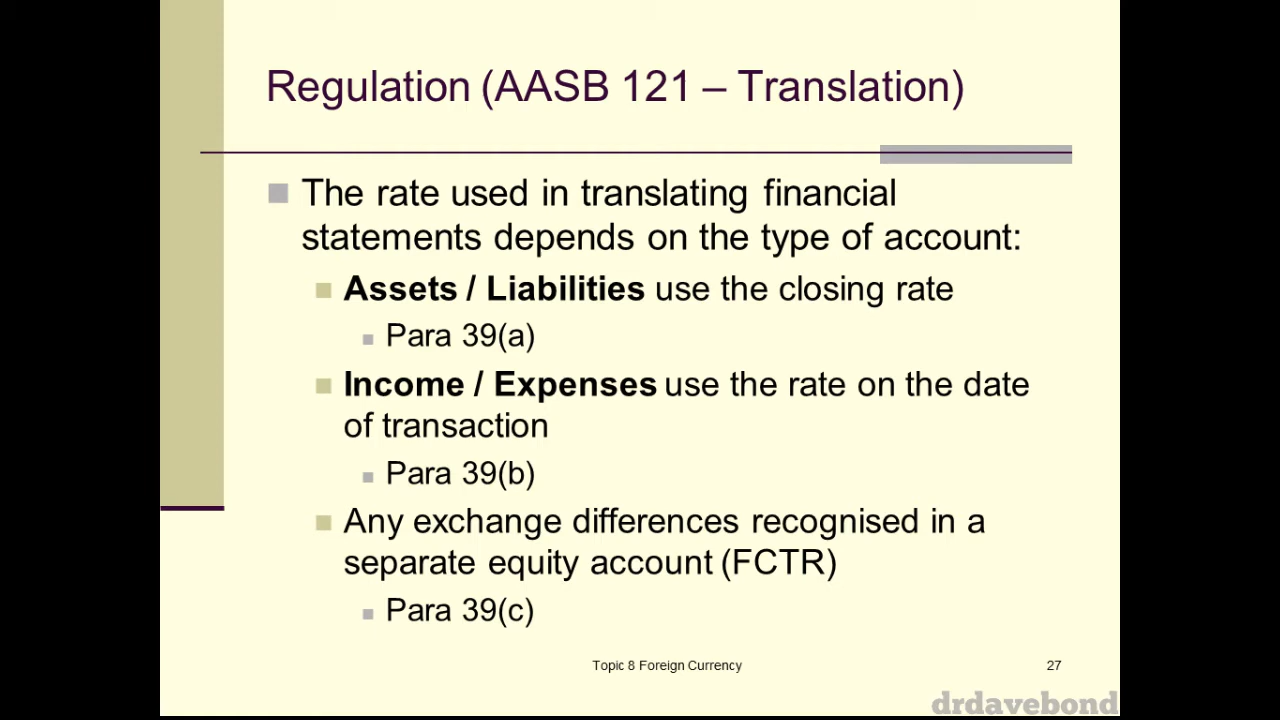 Regulation (AASB 121 – Translation)
The rate used in translating financial
statements depends on the type of account:
Assets / Liabilities use the closing rate
Para 39(a)
Income / Expenses use the rate on the date
of transaction
Para 39(b)
Any exchange differences recognised in a
separate equity account (FCTR)
Para 39(c)
Topic 8 Foreign Currency
27
drdavebond